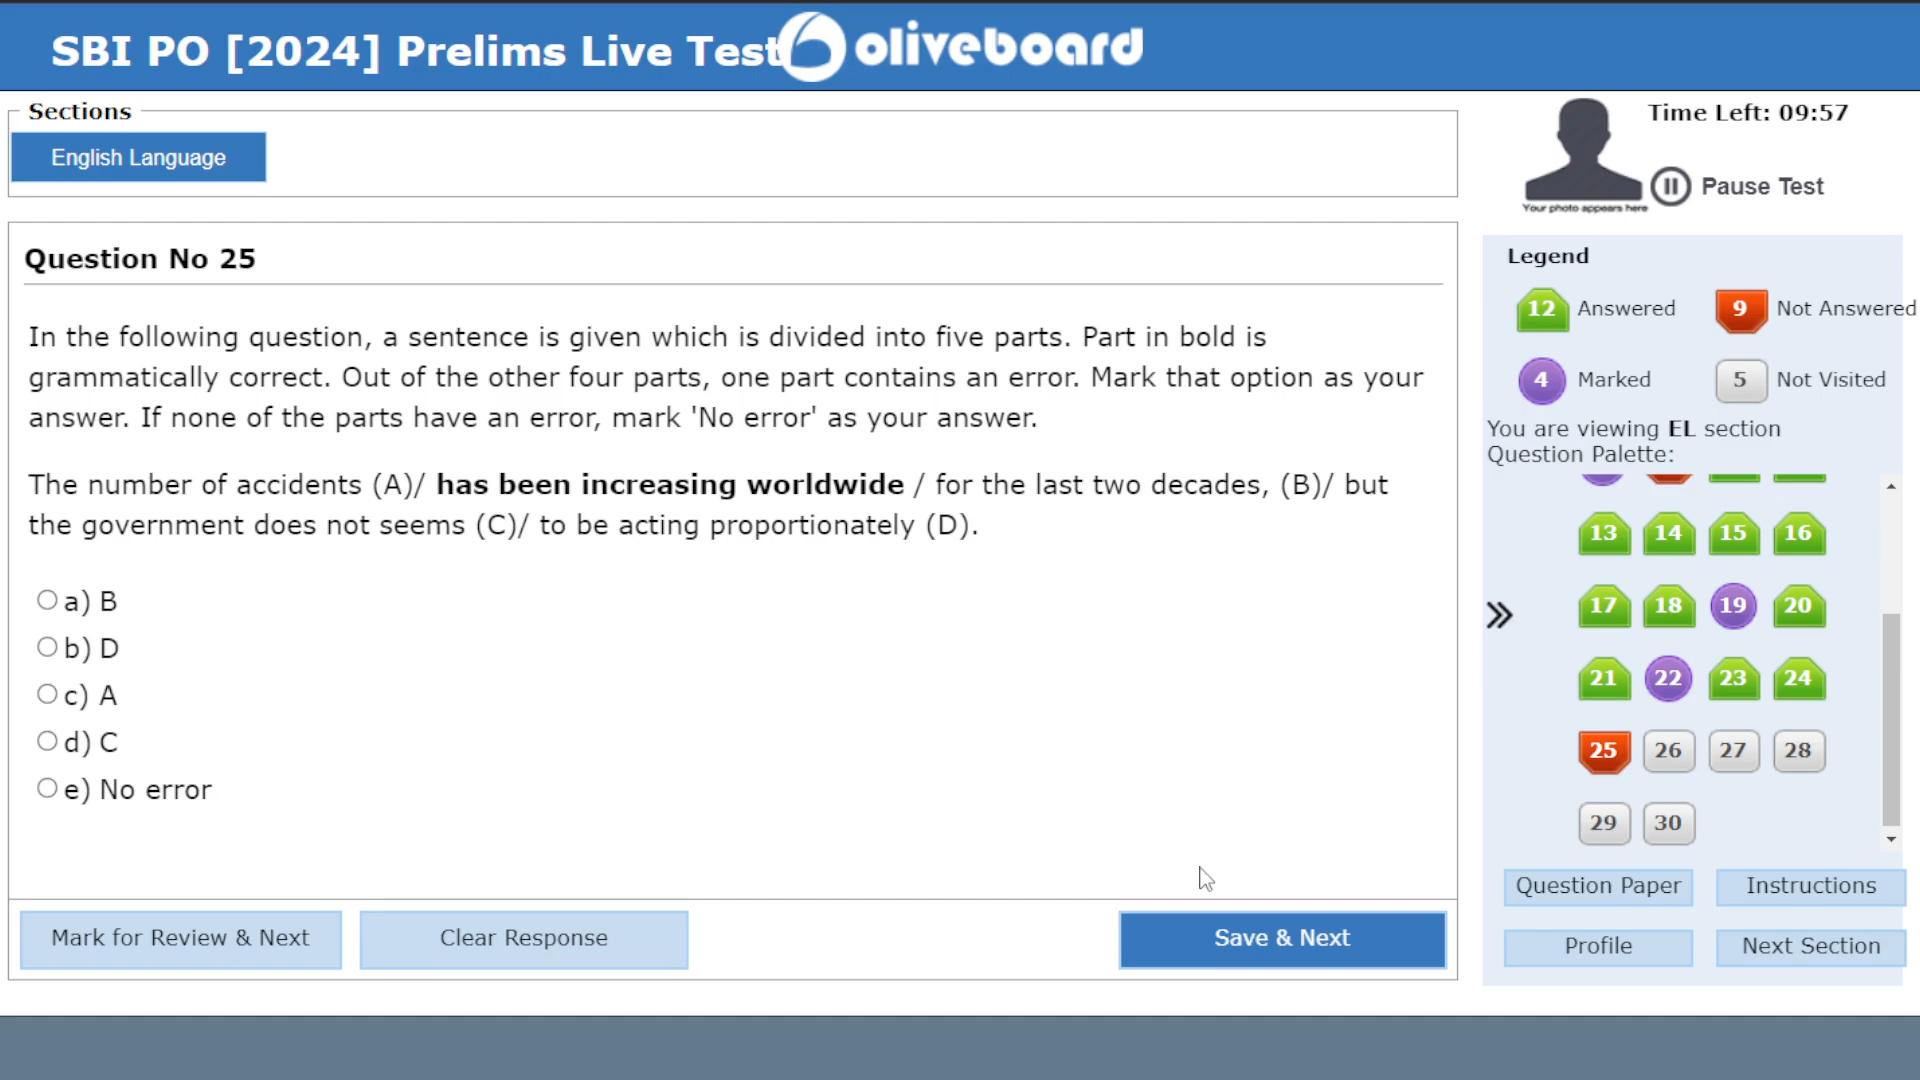 SBI PO [2024] Prelims Live Test
oliveboard
Sections
English Language
Time Left: 09:57
Your photo appears here
Pause Test
Question No 25
In the following question, a sentence is given which is divided into five parts. Part in bold is
grammatically correct. Out of the other four parts, one part contains an error. Mark that option as your
answer. If none of the parts have an error, mark 'No error' as your answer.
The number of accidents (A)/ has been increasing worldwide / for the last two decades, (B)/ but
the government does not seems (C)/ to be acting proportionately (D).
a) B
b) D
c) A
d) C
e) No error
Mark for Review & Next
Clear Response
Save & Next
Legend
12 Answered
9 Not Answered
4 Marked
5 Not Visited
You are viewing EL section
Question Palette:
13 14 15 16
17 18 19 20
21 22 23 24
25 26 27 28
29 30
Question Paper
Instructions
Profile
Next Section